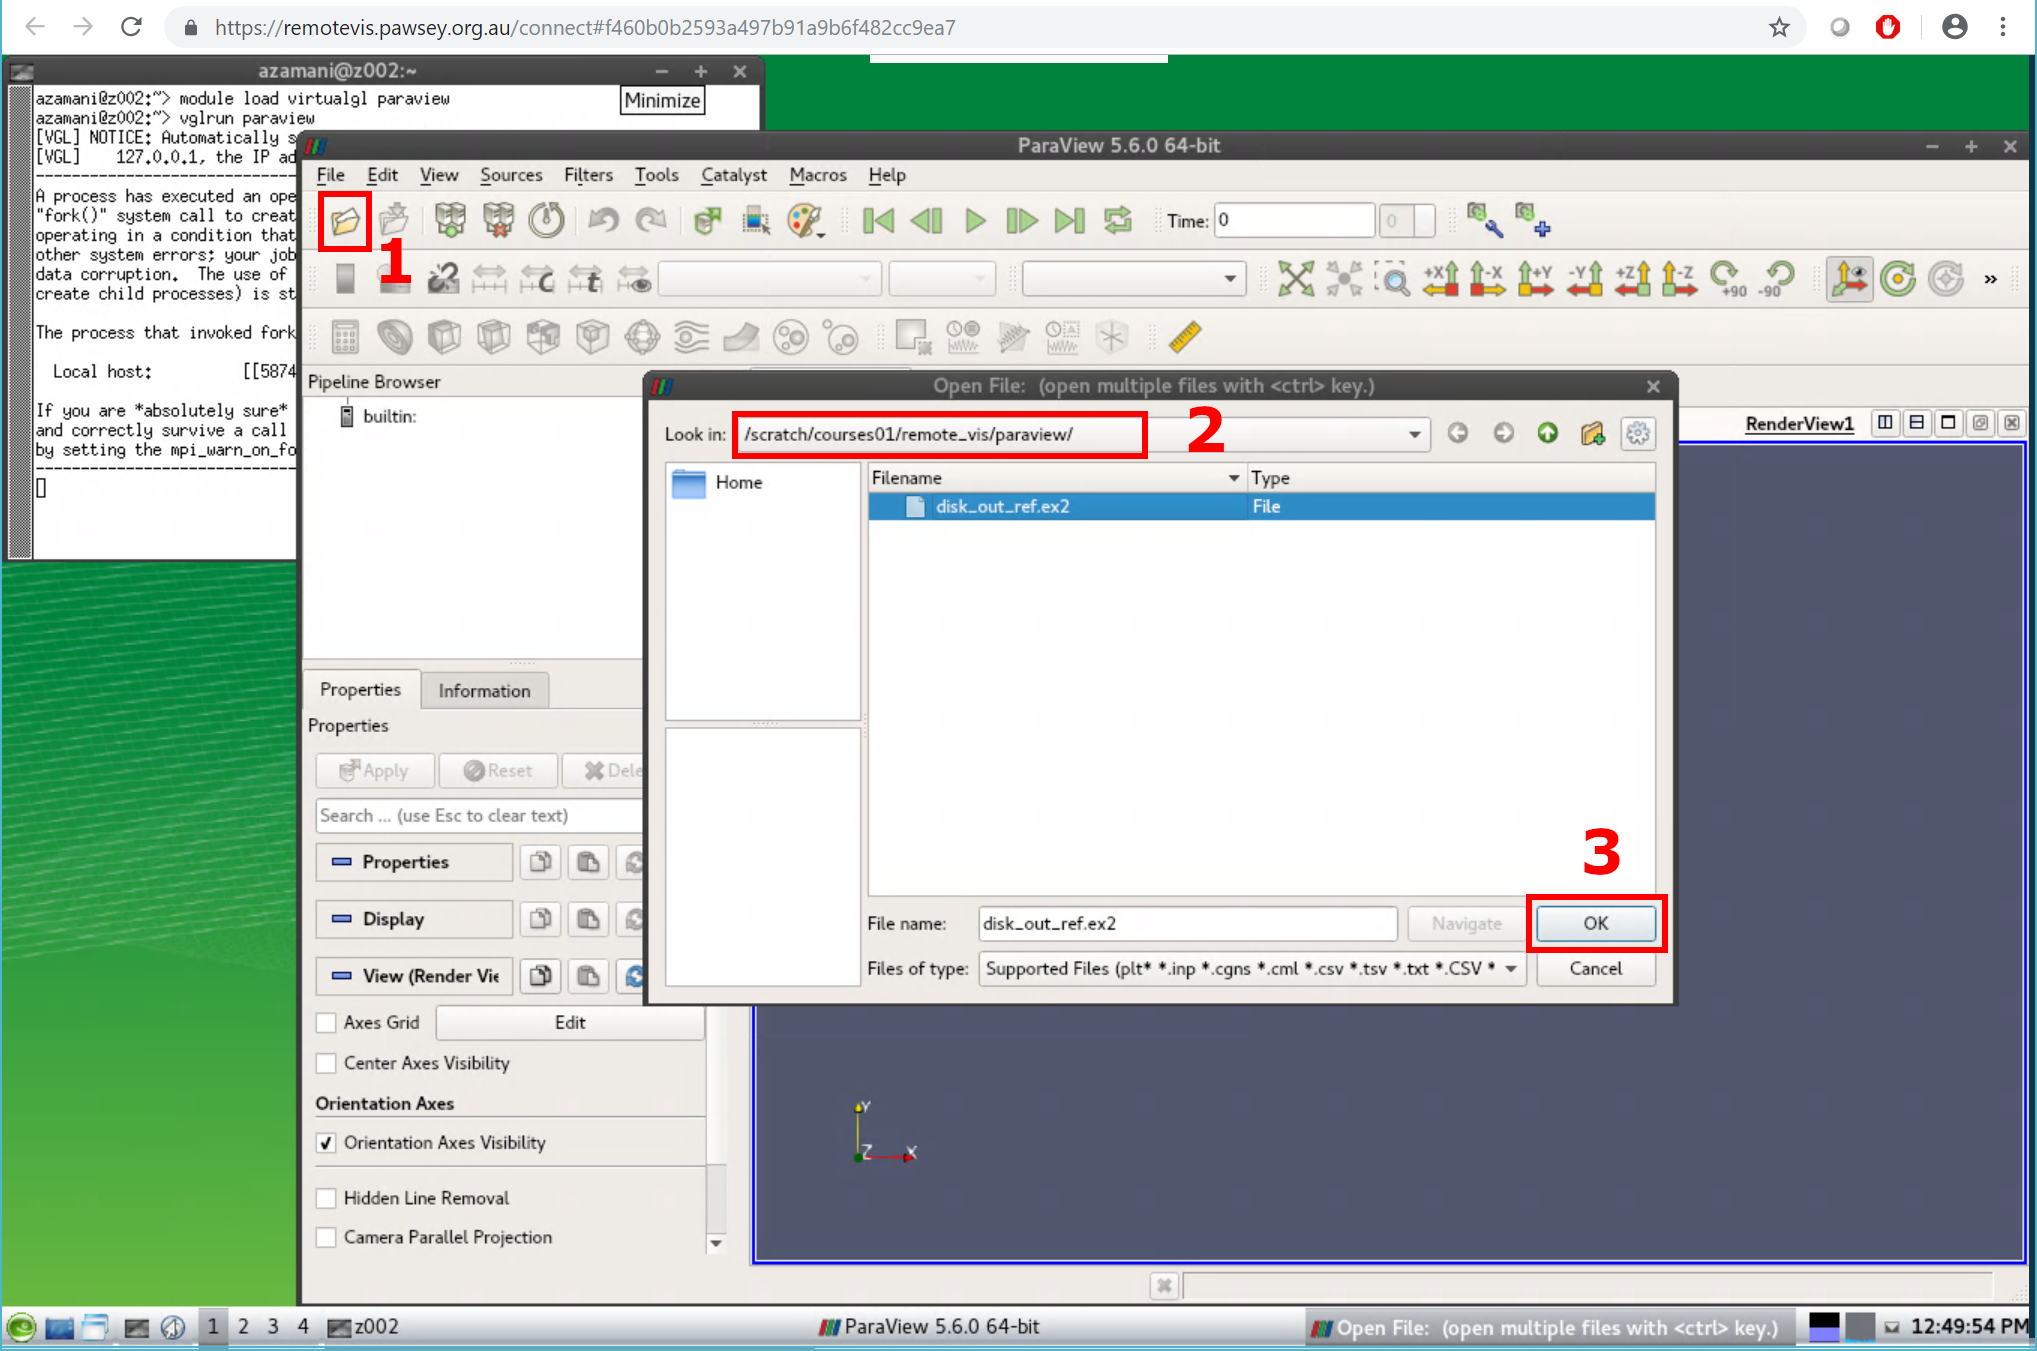 https://remotevis.pawsey.org.au/connect#f460b0b2593a497b91a9b6f482cc9ea7
azamani@z002:~
azamani@z002:~> module load virtualgl paraview
Minimize
azamani@z002:~> vglrun paraview
[VGL] NOTICE: Automatically s
[VGL]    127.0.0.1, the IP ad
A process has executed an ope
"fork()" system call to creat
operating in a condition that
other system errors; your job
data corruption.  The use of
create child processes) is st
The process that invoked fork
Local host:         [[5874
If you are *absolutely sure*
and correctly survive a call
by setting the mpi_warn_on_fo
ParaView 5.6.0 64-bit
File Edit View Sources Filters Tools Catalyst Macros Help
1
Time: 0
0
+X -X +Y -Y +Z -Z +90 -90 »
Pipeline Browser
builtin:
RenderView1
Open File:  (open multiple files with <ctrl> key.)
Look in: /scratch/courses01/remote_vis/paraview/
2
Home
Filename Type
disk_out_ref.ex2 File
3
File name: disk_out_ref.ex2 Navigate OK
Files of type: Supported Files (plt* *.inp *.cgns *.cml *.csv *.tsv *.txt *.CSV * Cancel
Properties Information
Properties
Apply Reset Dele
Search ... (use Esc to clear text)
Properties
Display
View (Render Vie
Axes Grid Edit
Center Axes Visibility
Orientation Axes
Orientation Axes Visibility
Hidden Line Removal
Camera Parallel Projection
Y
Z X
1 2 3 4 z002 ParaView 5.6.0 64-bit Open File:  (open multiple files with <ctrl> key.) 12:49:54 PM